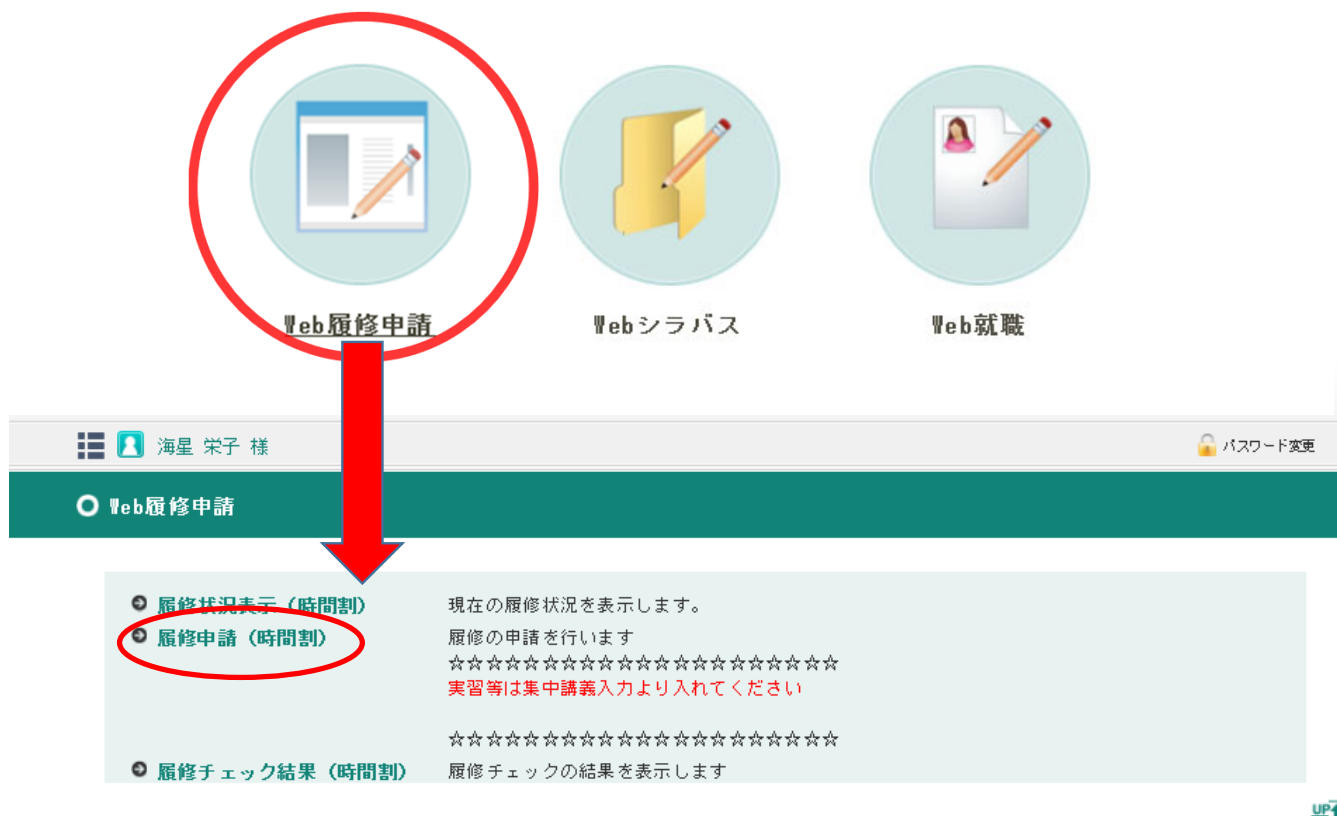 Web履修申請
Webシラバス
Web就職
海星 栄子 様
パスワード変更
Web履修申請
履修状況表示（時間割） 現在の履修状況を表示します。
履修申請（時間割） 履修の申請を行います
☆☆☆☆☆☆☆☆☆☆☆☆☆☆☆☆☆☆☆☆☆
実習等は集中講義入力より入れてください
☆☆☆☆☆☆☆☆☆☆☆☆☆☆☆☆☆☆☆☆☆
履修チェック結果（時間割） 履修チェックの結果を表示します
UP